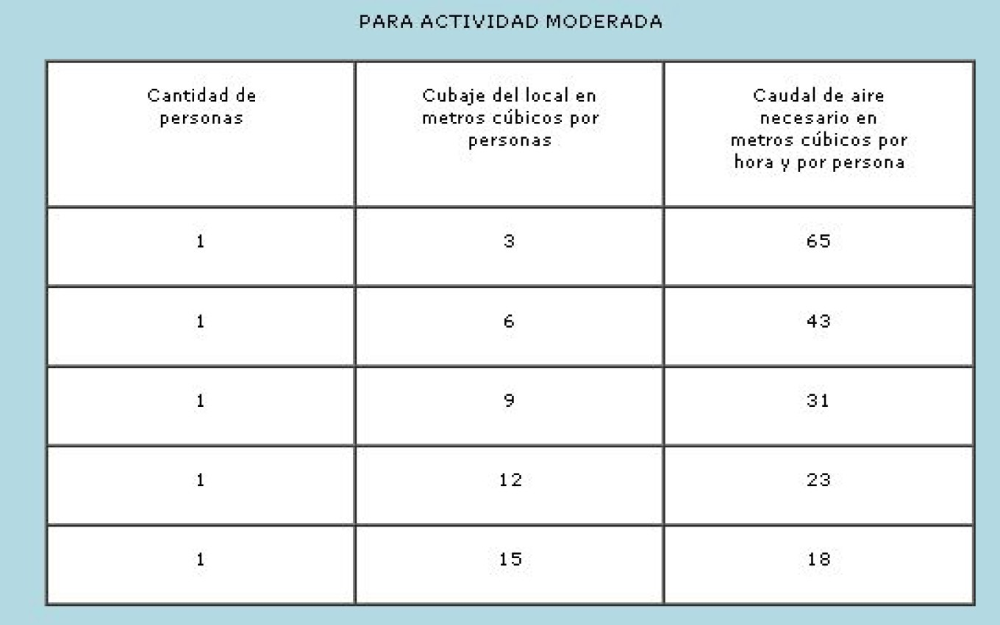 PARA ACTIVIDAD MODERADA
Cantidad de
personas
Cubaje del local en
metros cúbicos por
personas
Caudal de aire
necesario en
metros cúbicos por
hora y por persona
1 3 65
1 6 43
1 9 31
1 12 23
1 15 18